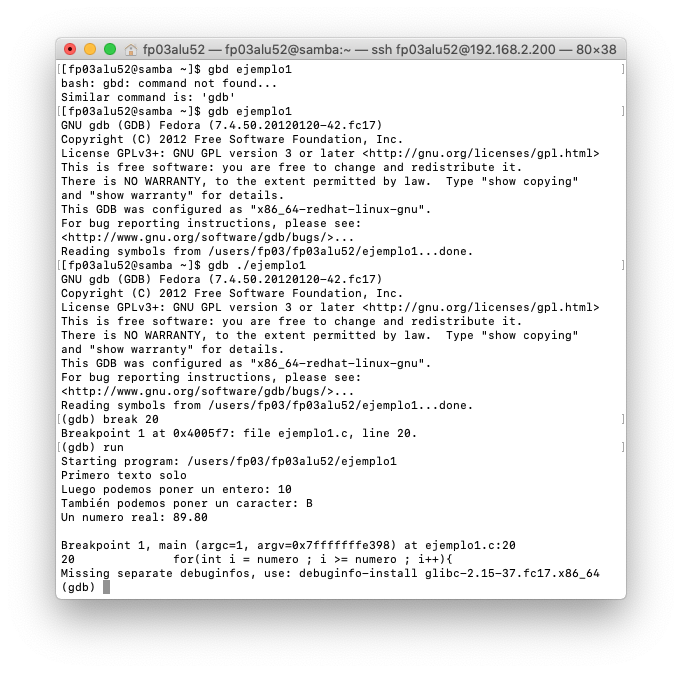 fp03alu52 — fp03alu52@samba:~ — ssh fp03alu52@192.168.2.200 — 80×38
[[fp03alu52@samba ~]$ gbd ejemplo1 ]
bash: gbd: command not found...
Similar command is: 'gdb'
[[fp03alu52@samba ~]$ gdb ejemplo1 ]
GNU gdb (GDB) Fedora (7.4.50.20120120-42.fc17)
Copyright (C) 2012 Free Software Foundation, Inc.
License GPLv3+: GNU GPL version 3 or later <http://gnu.org/licenses/gpl.html>
This is free software: you are free to change and redistribute it.
There is NO WARRANTY, to the extent permitted by law.  Type "show copying"
and "show warranty" for details.
This GDB was configured as "x86_64-redhat-linux-gnu".
For bug reporting instructions, please see:
<http://www.gnu.org/software/gdb/bugs/>...
Reading symbols from /users/fp03/fp03alu52/ejemplo1...done.
[[fp03alu52@samba ~]$ gdb ./ejemplo1 ]
GNU gdb (GDB) Fedora (7.4.50.20120120-42.fc17)
Copyright (C) 2012 Free Software Foundation, Inc.
License GPLv3+: GNU GPL version 3 or later <http://gnu.org/licenses/gpl.html>
This is free software: you are free to change and redistribute it.
There is NO WARRANTY, to the extent permitted by law.  Type "show copying"
and "show warranty" for details.
This GDB was configured as "x86_64-redhat-linux-gnu".
For bug reporting instructions, please see:
<http://www.gnu.org/software/gdb/bugs/>...
Reading symbols from /users/fp03/fp03alu52/ejemplo1...done.
[(gdb) break 20 ]
Breakpoint 1 at 0x4005f7: file ejemplo1.c, line 20.
[(gdb) run ]
Starting program: /users/fp03/fp03alu52/ejemplo1
Primero texto solo
Luego podemos poner un entero: 10
También podemos poner un caracter: B
Un numero real: 89.80
Breakpoint 1, main (argc=1, argv=0x7fffffffe398) at ejemplo1.c:20
20              for(int i = numero ; i >= numero ; i++){
Missing separate debuginfos, use: debuginfo-install glibc-2.15-37.fc17.x86_64
(gdb)